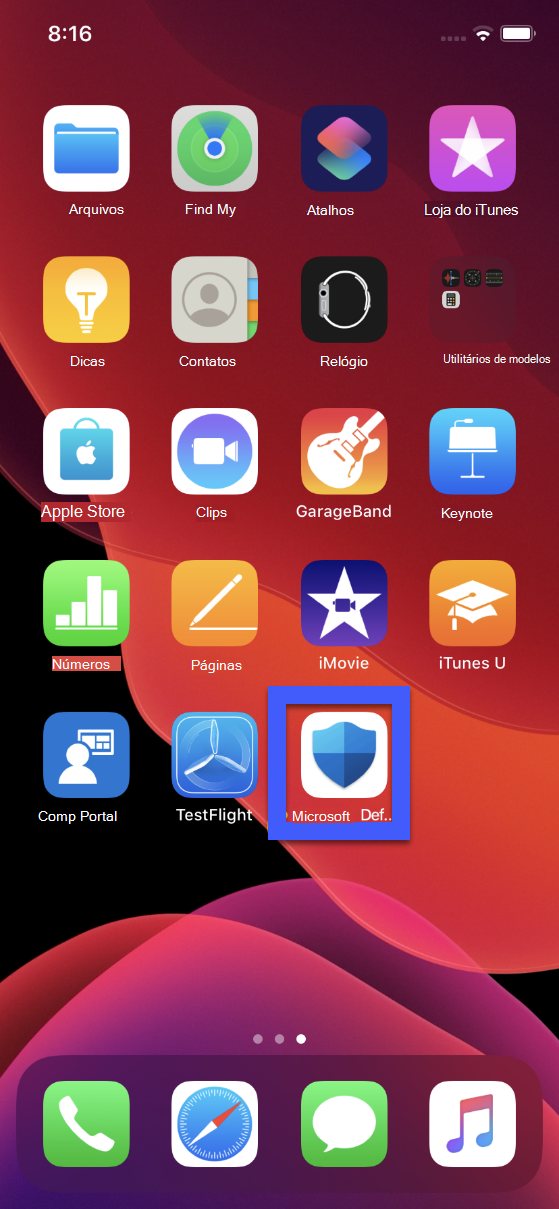 8:16
Arquivos
Find My
Atalhos
Loja do iTunes
Dicas
Contatos
Relógio
Utilitários de modelos
Apple Store
Clips
GarageBand
Keynote
Números
Páginas
iMovie
iTunes U
Comp Portal
TestFlight
Microsoft Def..